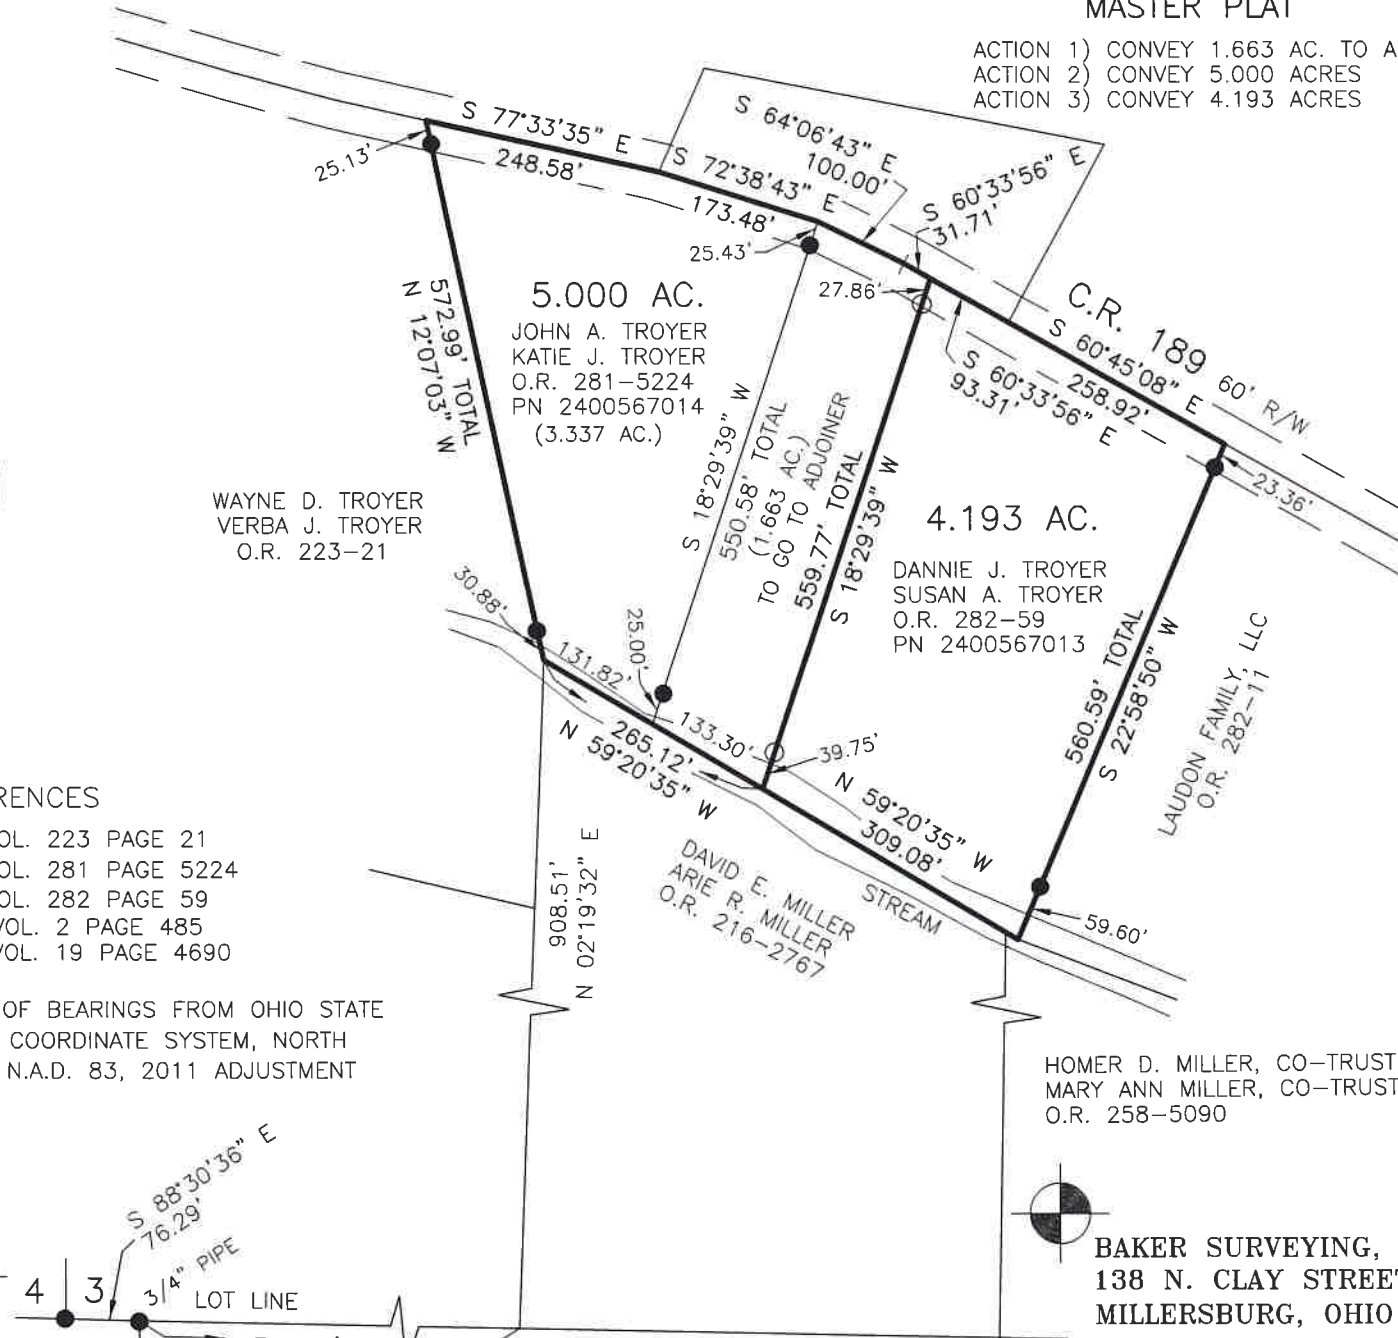 MASTER PLAT
ACTION 1) CONVEY 1.663 AC. TO A
ACTION 2) CONVEY 5.000 ACRES
ACTION 3) CONVEY 4.193 ACRES
S 77°33'35" E
248.58'
25.13'
S 72°38'43" E
173.48'
25.43'
S 64°06'43" E
100.00'
S 60°33'56" E
31.71'
27.86'
C.R. 189
60' R/W
S 60°45'08" E
258.92'
S 60°33'56" E
93.31'
23.36'
572.99' TOTAL
N 12°07'03" W
5.000 AC.
JOHN A. TROYER
KATIE J. TROYER
O.R. 281-5224
PN 2400567014
(3.337 AC.)
S 18°29'39" W
550.58' TOTAL
(1.663 AC.)
TO GO TO ADJOINER
559.77' TOTAL
S 18°29'39" W
4.193 AC.
DANNIE J. TROYER
SUSAN A. TROYER
O.R. 282-59
PN 2400567013
560.59' TOTAL
S 22°58'50" W
LAUDON FAMILY, LLC
O.R. 282-11
WAYNE D. TROYER
VERBA J. TROYER
O.R. 223-21
30.88'
131.82'
25.00'
133.30'
265.12'
N 59°20'35" W
39.75'
N 59°20'35" W
309.08'
STREAM
59.60'
DAVID E. MILLER
ARIE R. MILLER
O.R. 216-2767
908.51'
N 02°19'32" E
RENCES
OL. 223 PAGE 21
OL. 281 PAGE 5224
OL. 282 PAGE 59
VOL. 2 PAGE 485
VOL. 19 PAGE 4690
OF BEARINGS FROM OHIO STATE
COORDINATE SYSTEM, NORTH
N.A.D. 83, 2011 ADJUSTMENT
HOMER D. MILLER, CO-TRUST
MARY ANN MILLER, CO-TRUST
O.R. 258-5090
S 88°30'36" E
76.29'
3/4" PIPE
4 3
LOT LINE
BAKER SURVEYING,
138 N. CLAY STREET
MILLERSBURG, OHIO